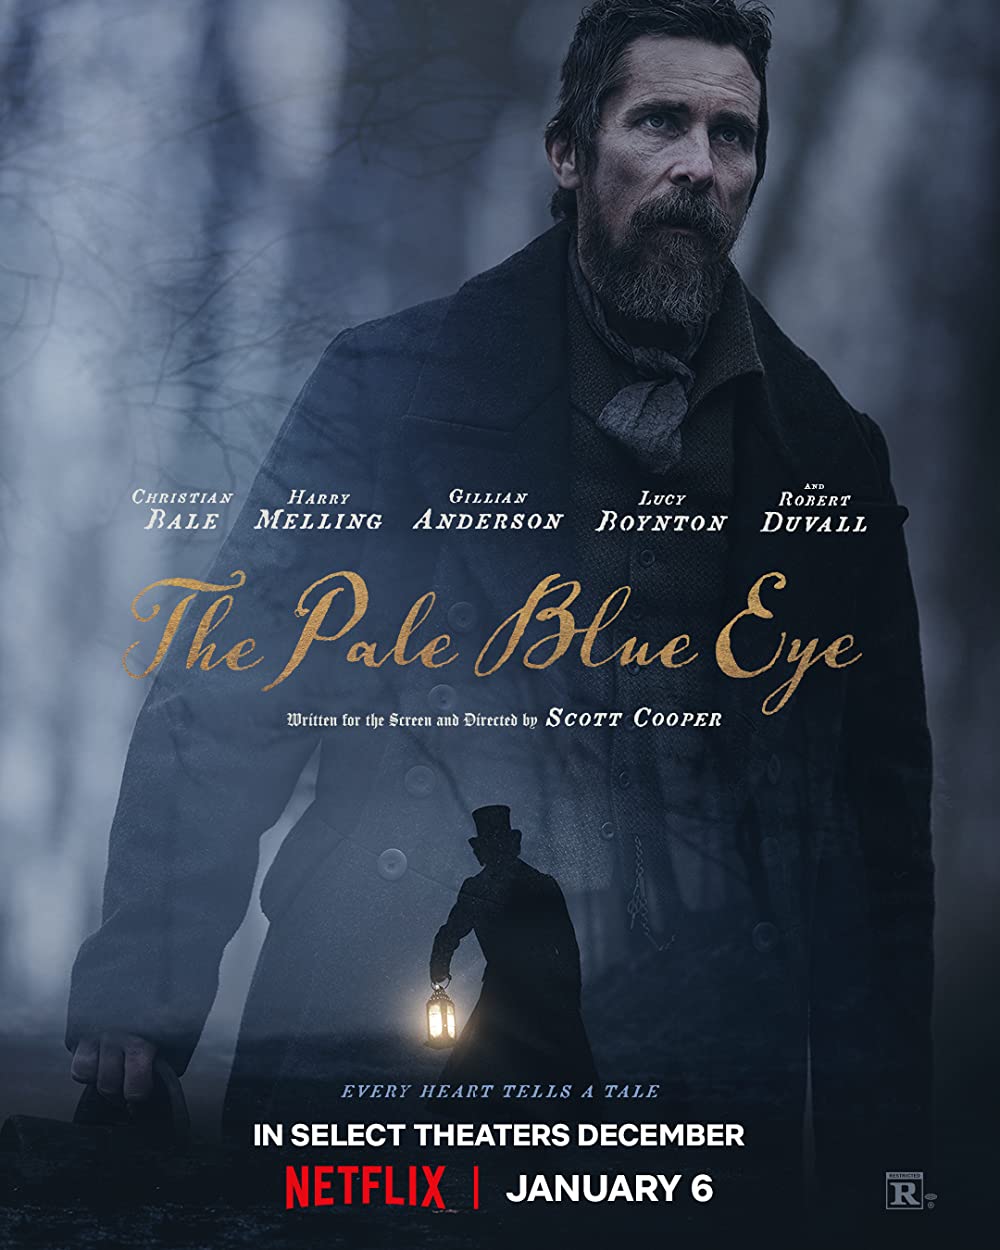 Christian Harry Gillian Lucy and Robert
Bale Melling Anderson Boynton Duvall
The Pale Blue Eye
Written for the Screen and Directed by Scott Cooper
EVERY HEART TELLS A TALE
IN SELECT THEATERS DECEMBER
NETFLIX | JANUARY 6
RESTRICTED
R
®